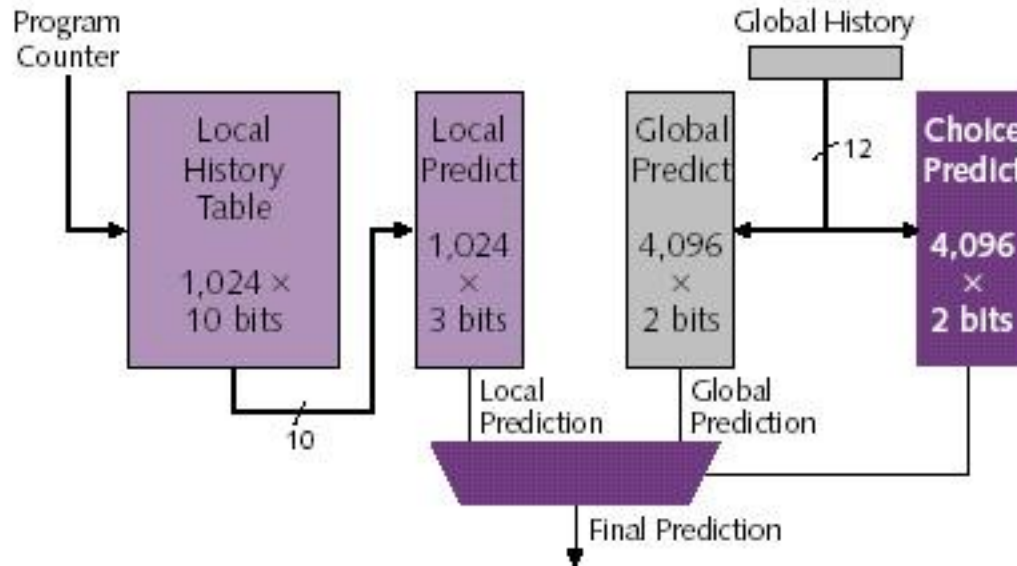 Program
Counter
Global History
Local
History
Table
1,024 ×
10 bits
Local
Predict
1,024
×
3 bits
Global
Predict
4,096
×
2 bits
12
Choice
Predict
4,096
×
2 bits
10
Local
Prediction
Global
Prediction
Final Prediction